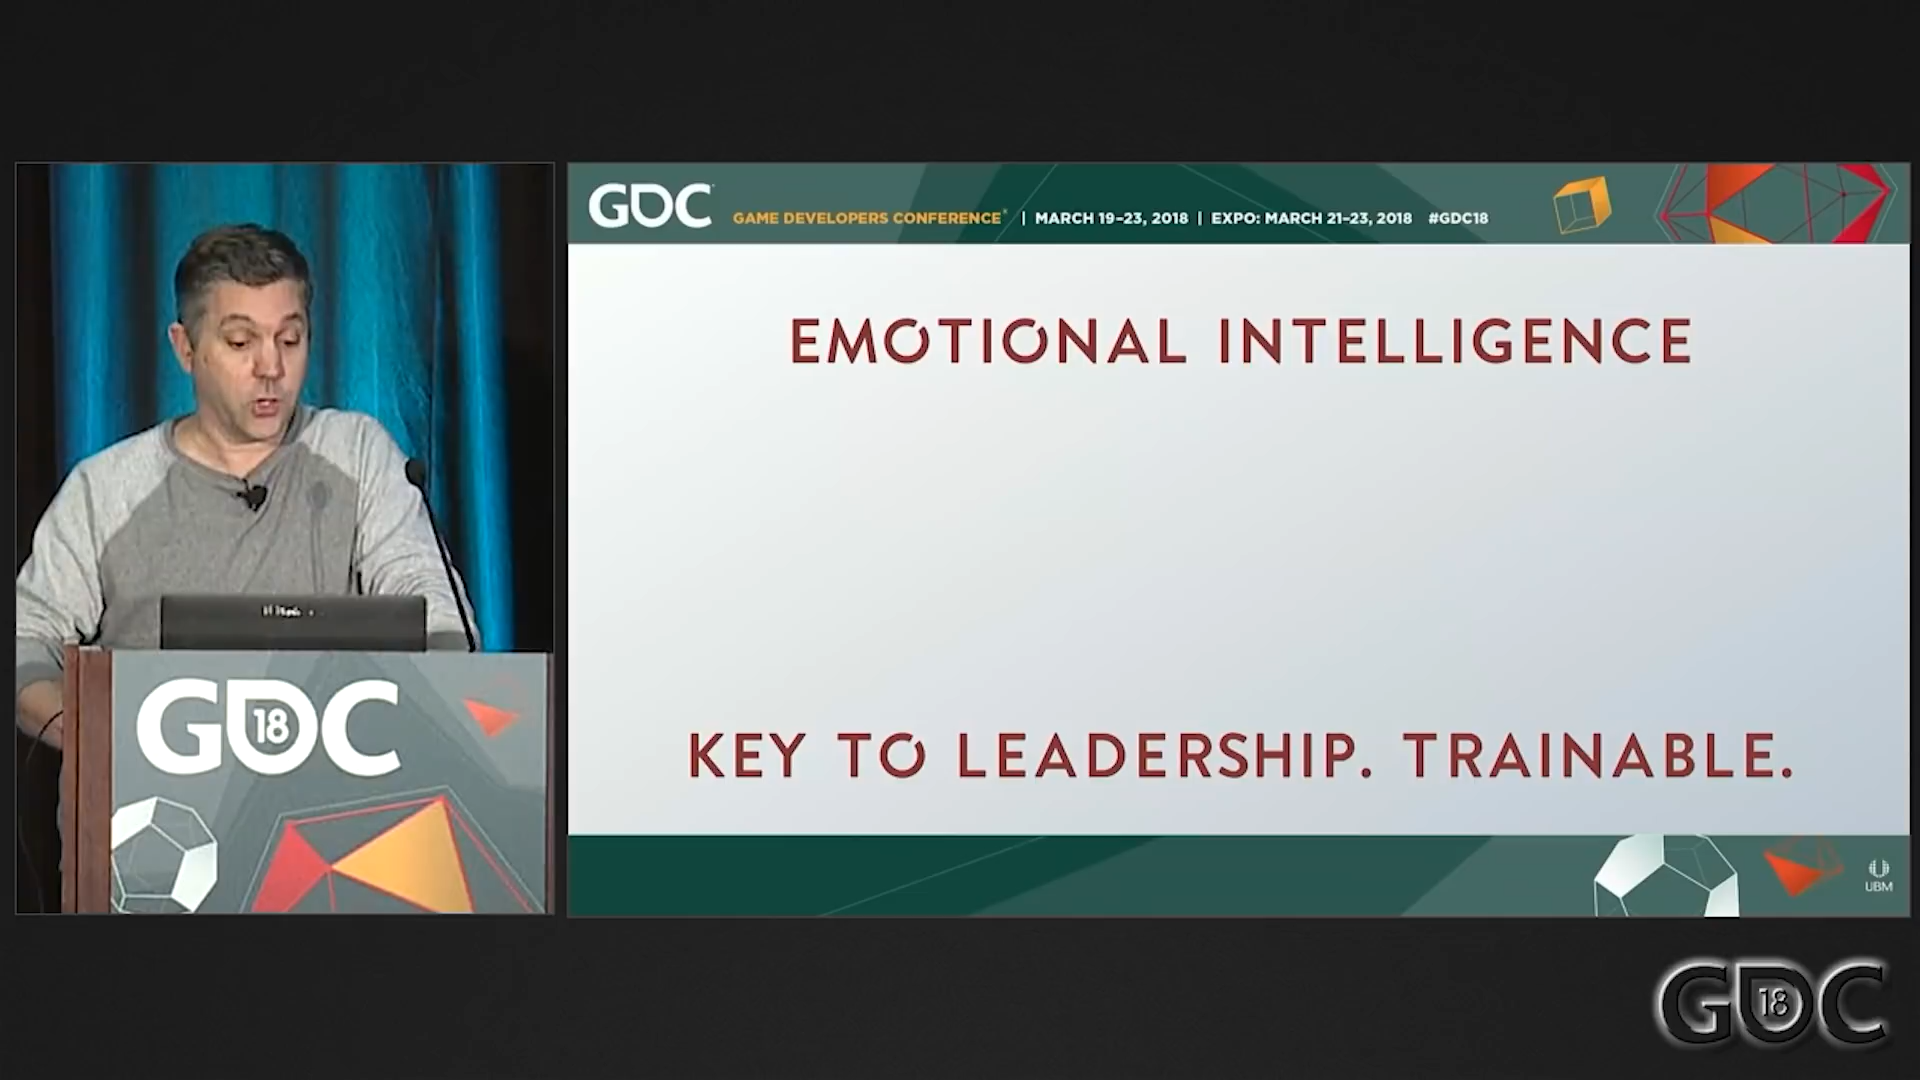 GDC
GAME DEVELOPERS CONFERENCE | MARCH 19–23, 2018 | EXPO: MARCH 21–23, 2018 #GDC18
EMOTIONAL INTELLIGENCE
KEY TO LEADERSHIP. TRAINABLE.
UBM
GDC
18
GDC
18